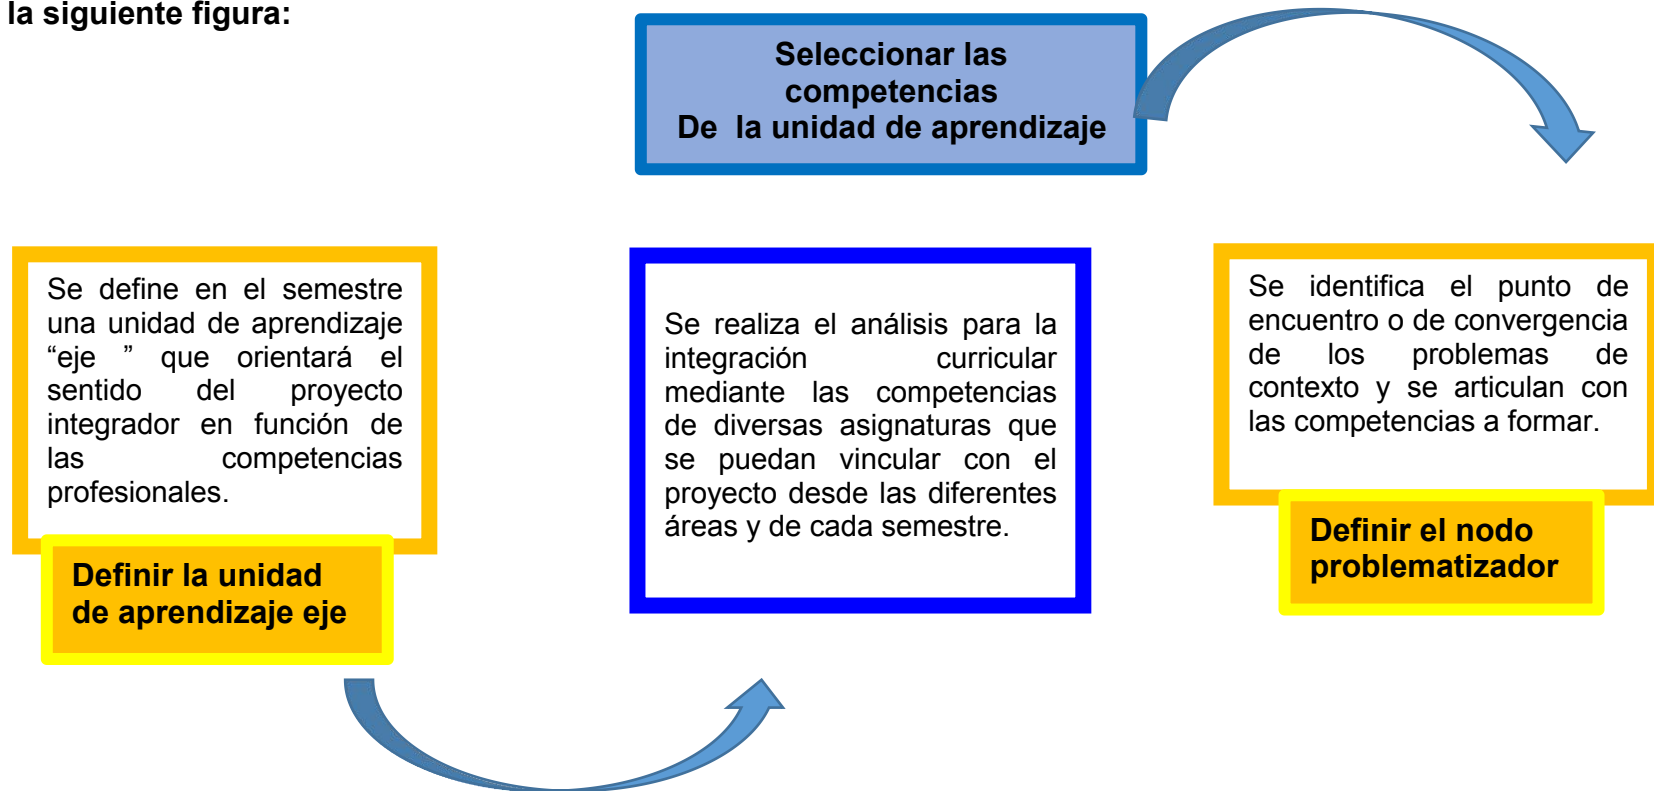 la siguiente figura:
Seleccionar las
competencias
De la unidad de aprendizaje
Se define en el semestre
una unidad de aprendizaje
“eje ” que orientará el
sentido del proyecto
integrador en función de
las competencias
profesionales.
Definir la unidad
de aprendizaje eje
Se realiza el análisis para la
integración curricular
mediante las competencias
de diversas asignaturas que
se puedan vincular con el
proyecto desde las diferentes
áreas y de cada semestre.
Se identifica el punto de
encuentro o de convergencia
de los problemas de
contexto y se articulan con
las competencias a formar.
Definir el nodo
problematizador